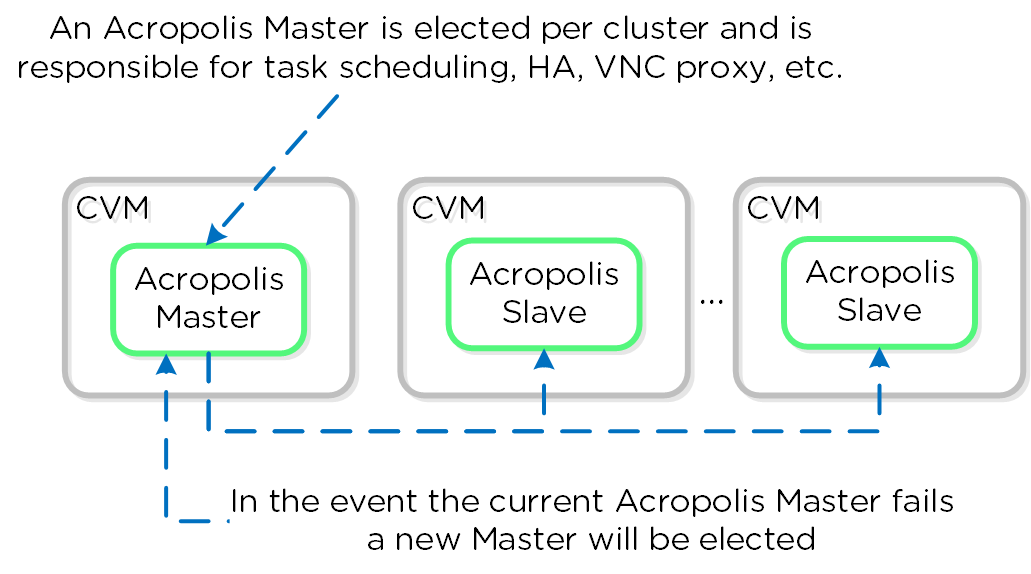 An Acropolis Master is elected per cluster and is
responsible for task scheduling, HA, VNC proxy, etc.
CVM
Acropolis
Master
CVM
Acropolis
Slave
...
CVM
Acropolis
Slave
In the event the current Acropolis Master fails
a new Master will be elected